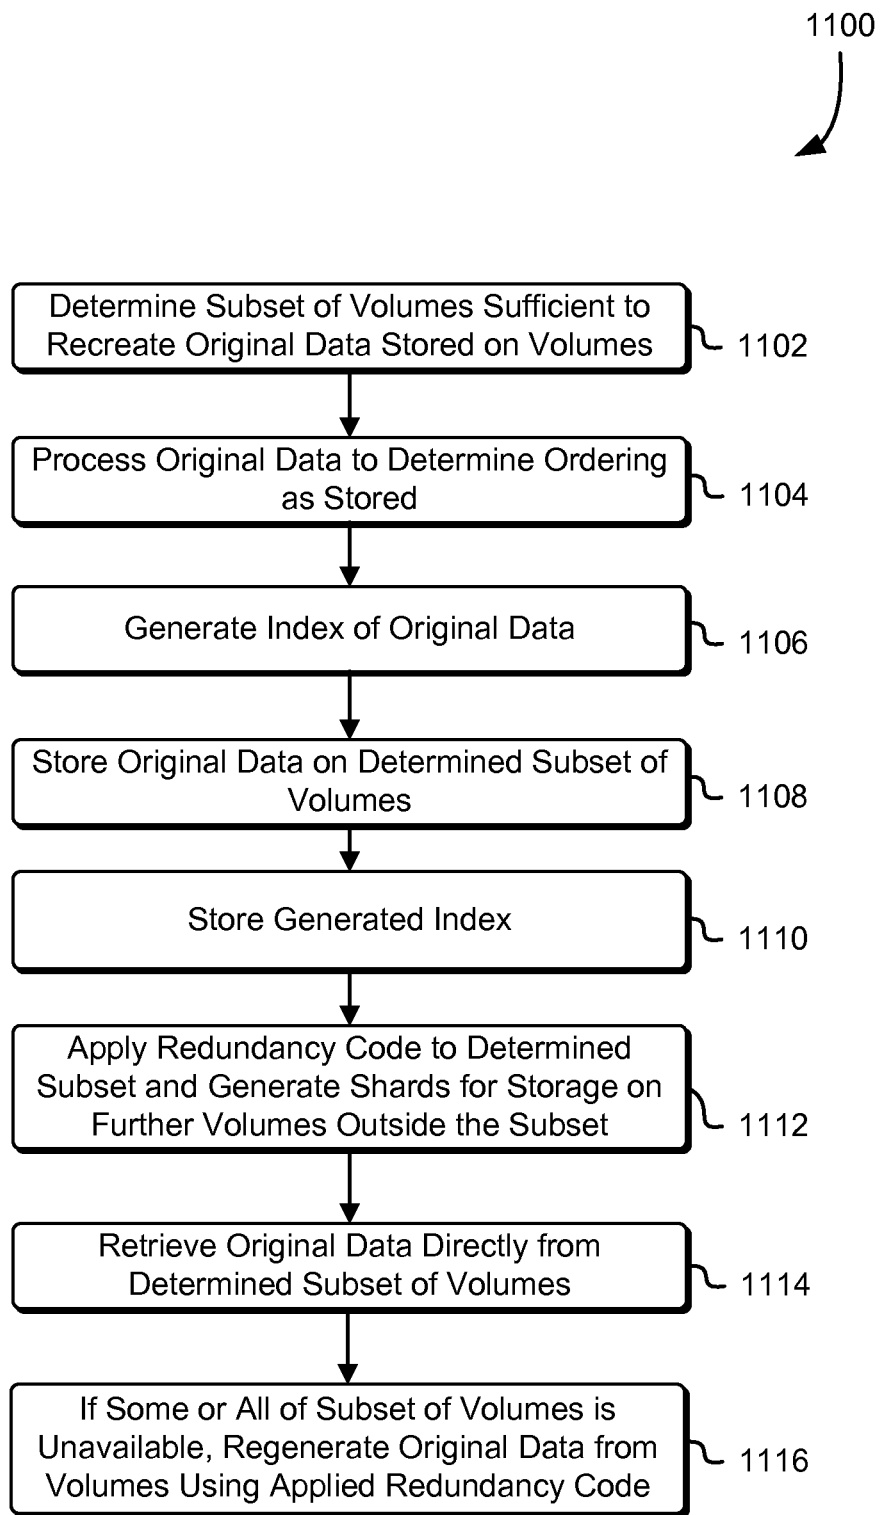 1100
Determine Subset of Volumes Sufficient to
Recreate Original Data Stored on Volumes
1102
Process Original Data to Determine Ordering
as Stored
1104
Generate Index of Original Data
1106
Store Original Data on Determined Subset of
Volumes
1108
Store Generated Index
1110
Apply Redundancy Code to Determined
Subset and Generate Shards for Storage on
Further Volumes Outside the Subset
1112
Retrieve Original Data Directly from
Determined Subset of Volumes
1114
If Some or All of Subset of Volumes is
Unavailable, Regenerate Original Data from
Volumes Using Applied Redundancy Code
1116